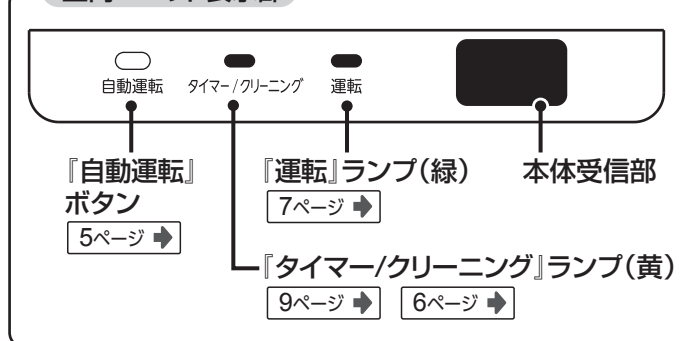 自動運転 タイマー/クリーニング 運転
『自動運転』
ボタン
5ページ
『運転』ランプ(緑)
7ページ
本体受信部
『タイマー/クリーニング』ランプ(黄)
9ページ 6ページ